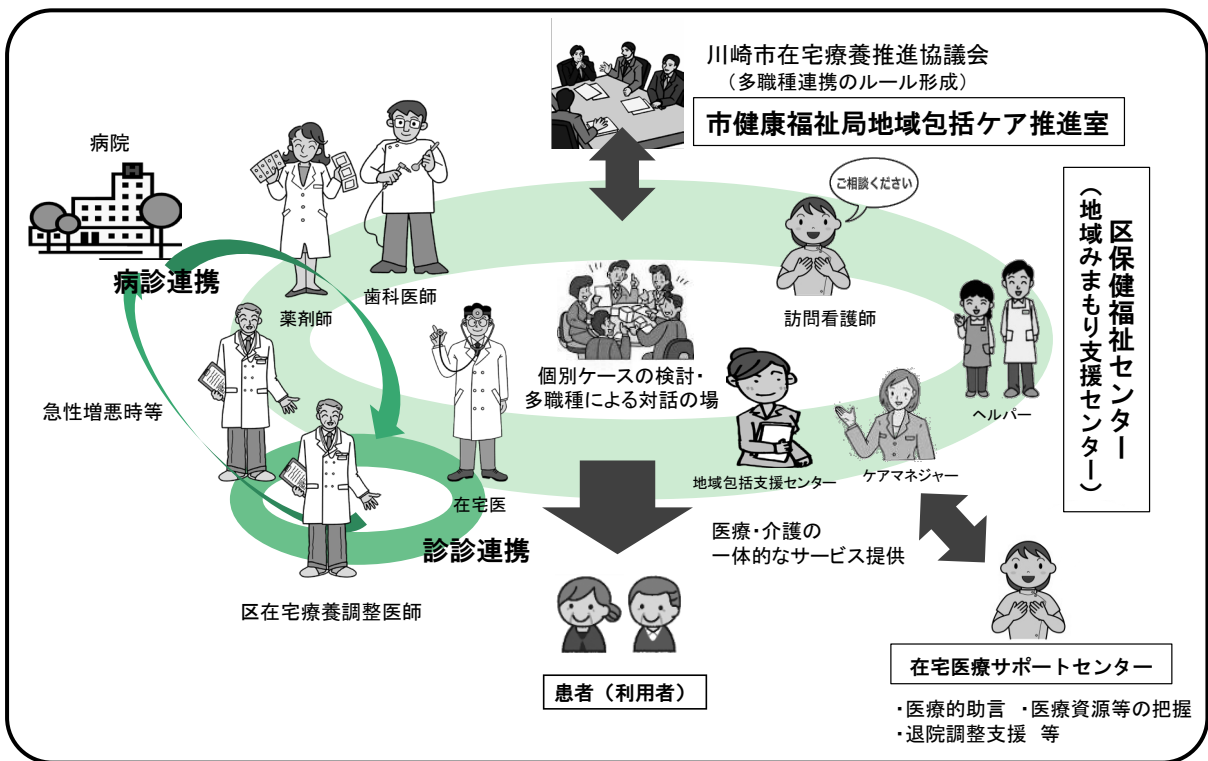 川崎市在宅療養推進協議会
（多職種連携のルール形成）
市健康福祉局地域包括ケア推進室
病院
H
ご相談ください
区保健福祉センター
（地域みまもり支援センター）
病診連携
歯科医師
薬剤師
訪問看護師
個別ケースの検討・
多職種による対話の場
急性増悪時等
ヘルパー
地域包括支援センター
ケアマネジャー
在宅医
診診連携
医療・介護の
一体的なサービス提供
区在宅療養調整医師
患者（利用者）
在宅医療サポートセンター
・医療的助言 ・医療資源等の把握
・退院調整支援 等